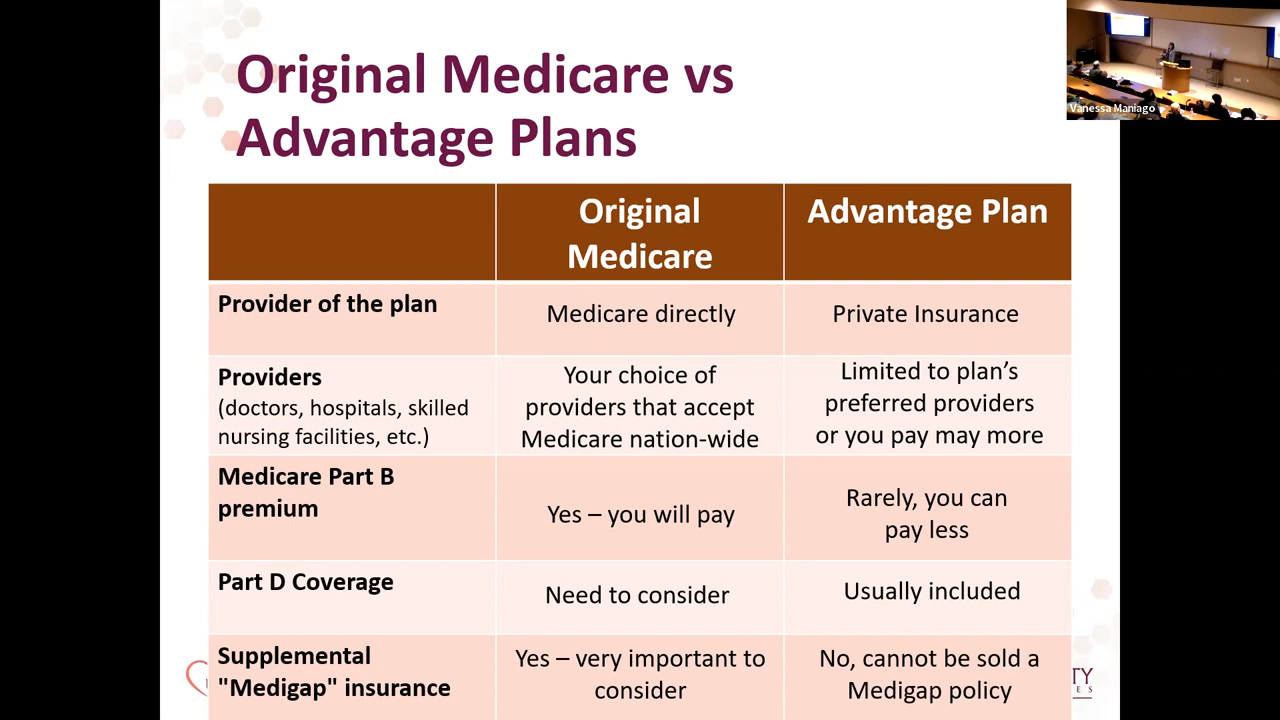 Original Medicare vs
Advantage Plans
Vanessa Maniago
Original
Medicare
Advantage Plan
Provider of the plan
Medicare directly
Private Insurance
Providers
(doctors, hospitals, skilled
nursing facilities, etc.)
Your choice of
providers that accept
Medicare nation-wide
Limited to plan's
preferred providers
or you pay may more
Medicare Part B
premium
Yes – you will pay
Rarely, you can
pay less
Part D Coverage
Need to consider
Usually included
Supplemental
"Medigap" insurance
Yes – very important to
consider
No, cannot be sold a
Medigap policy